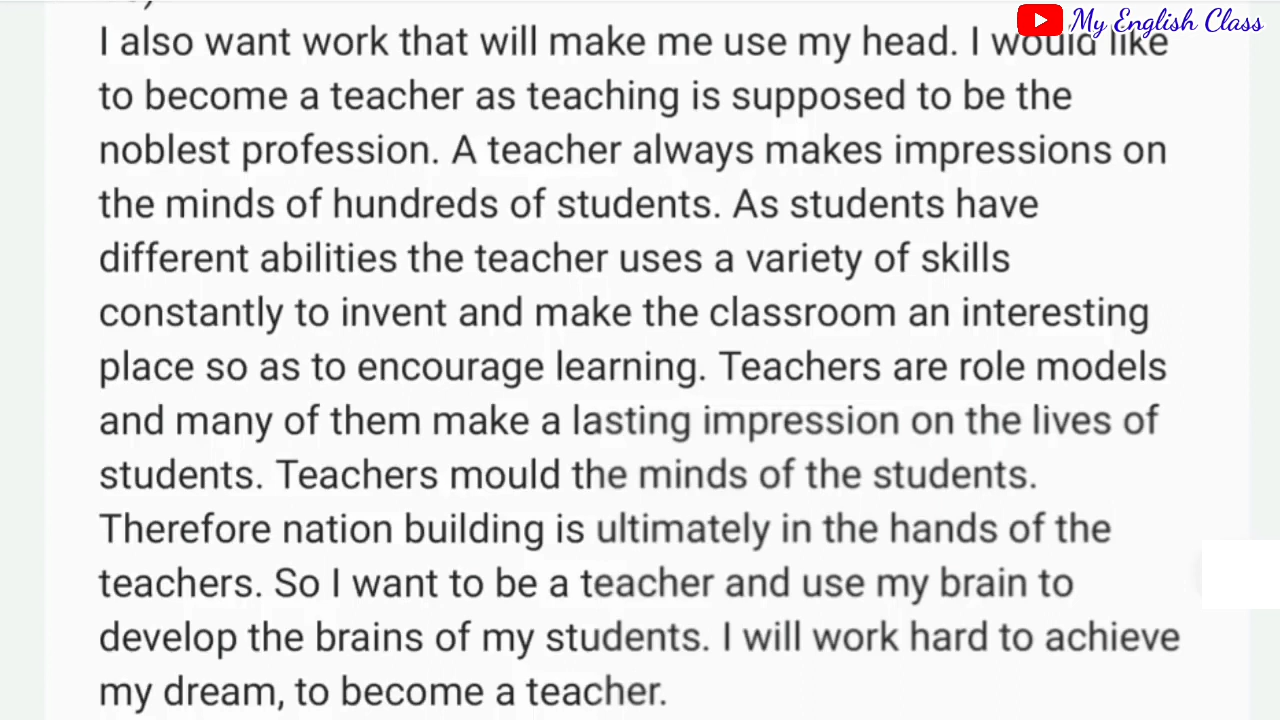 My English Class
I also want work that will make me use my head. I would like
to become a teacher as teaching is supposed to be the
noblest profession. A teacher always makes impressions on
the minds of hundreds of students. As students have
different abilities the teacher uses a variety of skills
constantly to invent and make the classroom an interesting
place so as to encourage learning. Teachers are role models
and many of them make a lasting impression on the lives of
students. Teachers mould the minds of the students.
Therefore nation building is ultimately in the hands of the
teachers. So I want to be a teacher and use my brain to
develop the brains of my students. I will work hard to achieve
my dream, to become a teacher.